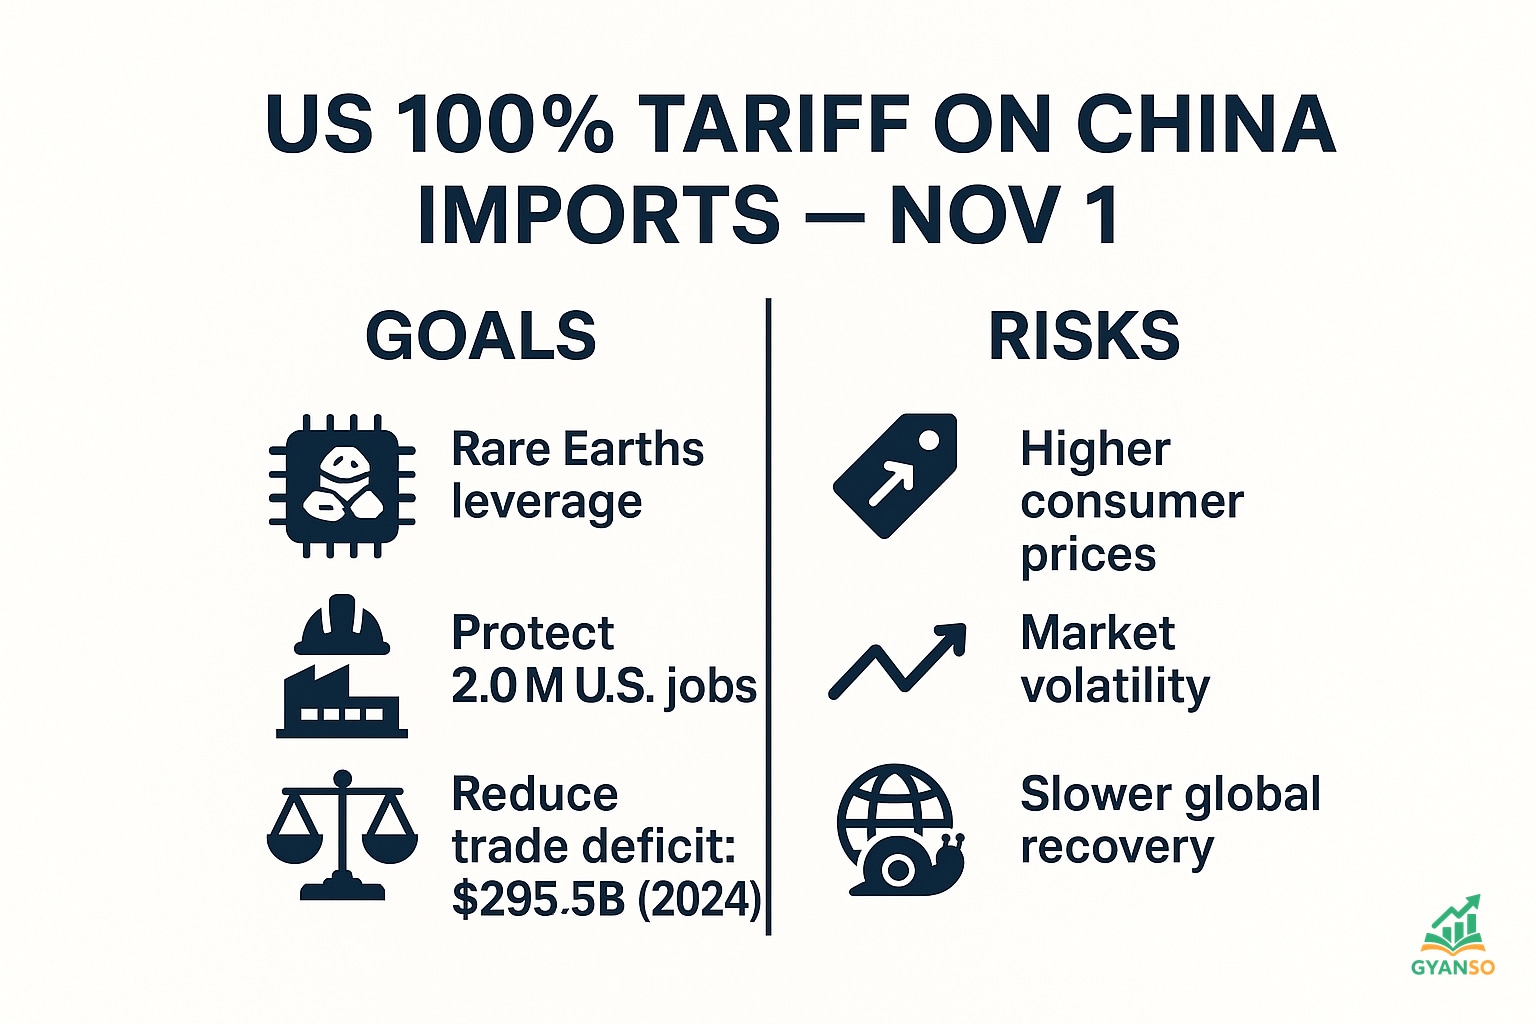 US 100% TARIFF ON CHINA
IMPORTS — NOV 1
GOALS
Rare Earths
leverage
Protect
2.0 M U.S. jobs
Reduce
trade deficit:
$295.5B (2024)
RISKS
Higher
consumer
prices
Market
volatility
Slower global
recovery
GYANSO